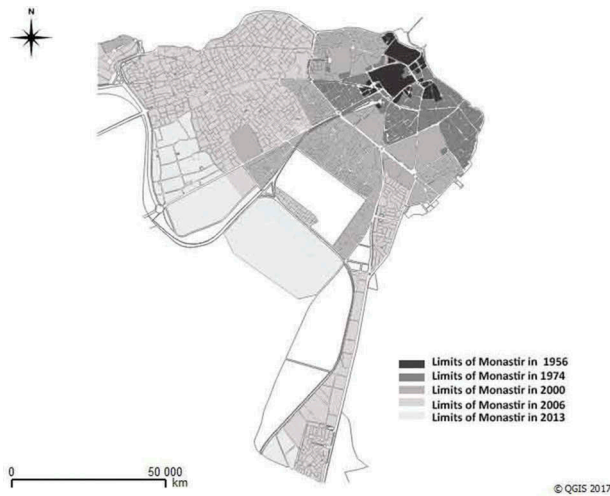 N
Limits of Monastir in 1956
Limits of Monastir in 1974
Limits of Monastir in 2000
Limits of Monastir in 2006
Limits of Monastir in 2013
0 50 000
km
© QGIS 2017